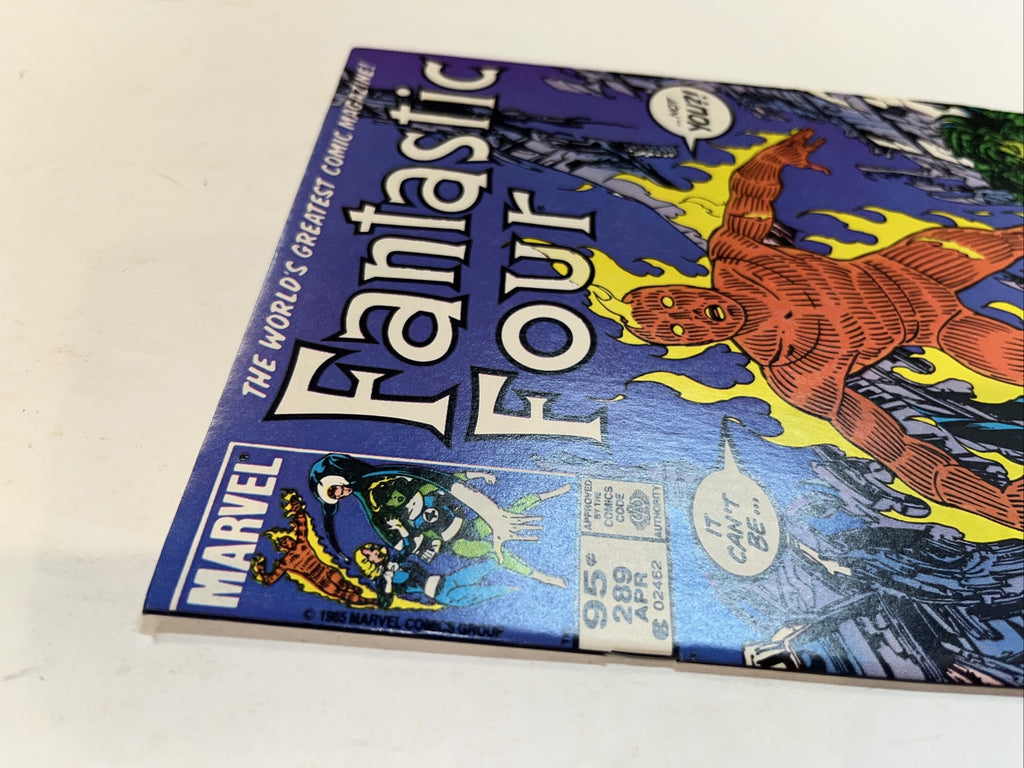 THE WORLD'S GREATEST COMIC MAGAZINE!
Fantastic
Four
MARVEL
© 1985 MARVEL COMICS GROUP
95¢
289
APR
02462
APPROVED
BY THE
COMICS
CODE
AUTHORITY
...NOT
YOU?!
IT
CAN'T
BE...